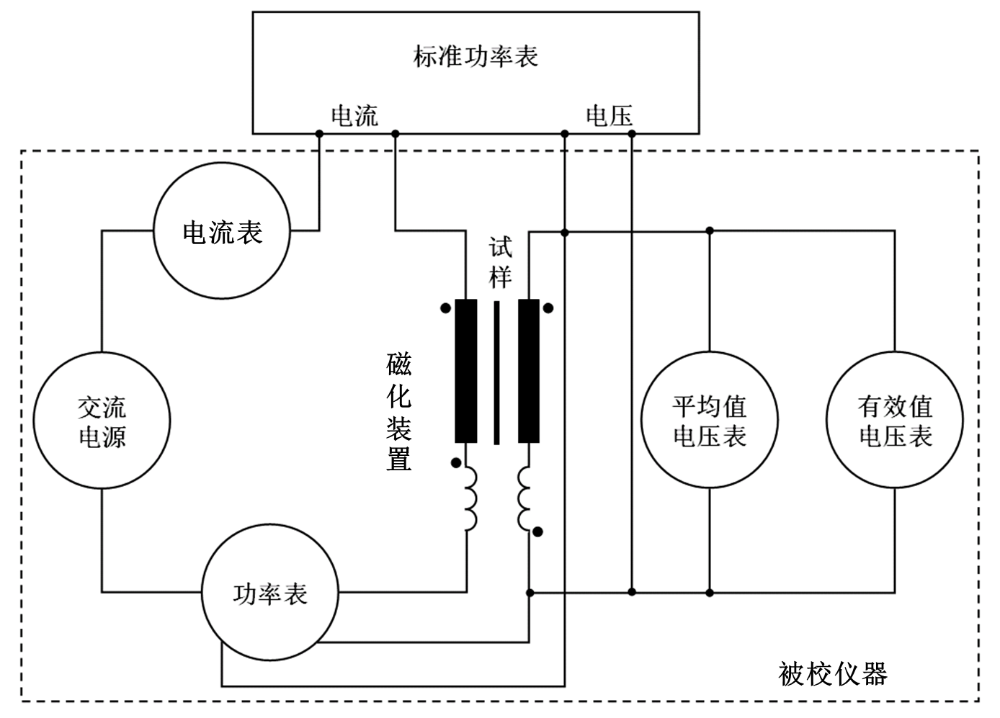 标准功率表
电流
电压
电流表
试
样
磁
化
装
置
交流
电源
平均值
电压表
有效值
电压表
功率表
被校仪器